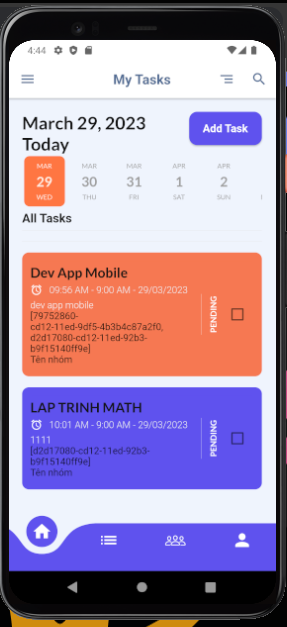 4:44
My Tasks
March 29, 2023
Today
Add Task
MAR MAR MAR APR APR
29 30 31 1 2
WED THU FRI SAT SUN
All Tasks
Dev App Mobile
09:56 AM - 9:00 AM - 29/03/2023
dev app mobile
[79752860-
cd12-11ed-9df5-4b3b4c87a2f0,
d2d17080-cd12-11ed-92b3-
b9f15140ff9e]
Tên nhóm
PENDING
LAP TRINH MATH
10:01 AM - 9:00 AM - 29/03/2023
1111
[d2d17080-cd12-11ed-92b3-
b9f15140ff9e]
Tên nhóm
PENDING